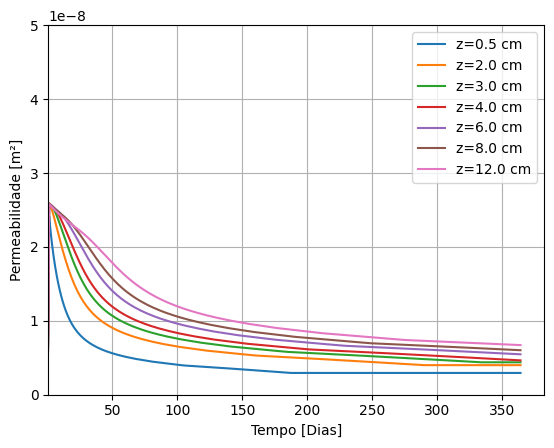 1e−8
5
4
3
2
1
0
Permeabilidade [m²]
z=0.5 cm
z=2.0 cm
z=3.0 cm
z=4.0 cm
z=6.0 cm
z=8.0 cm
z=12.0 cm
50 100 150 200 250 300 350
Tempo [Dias]